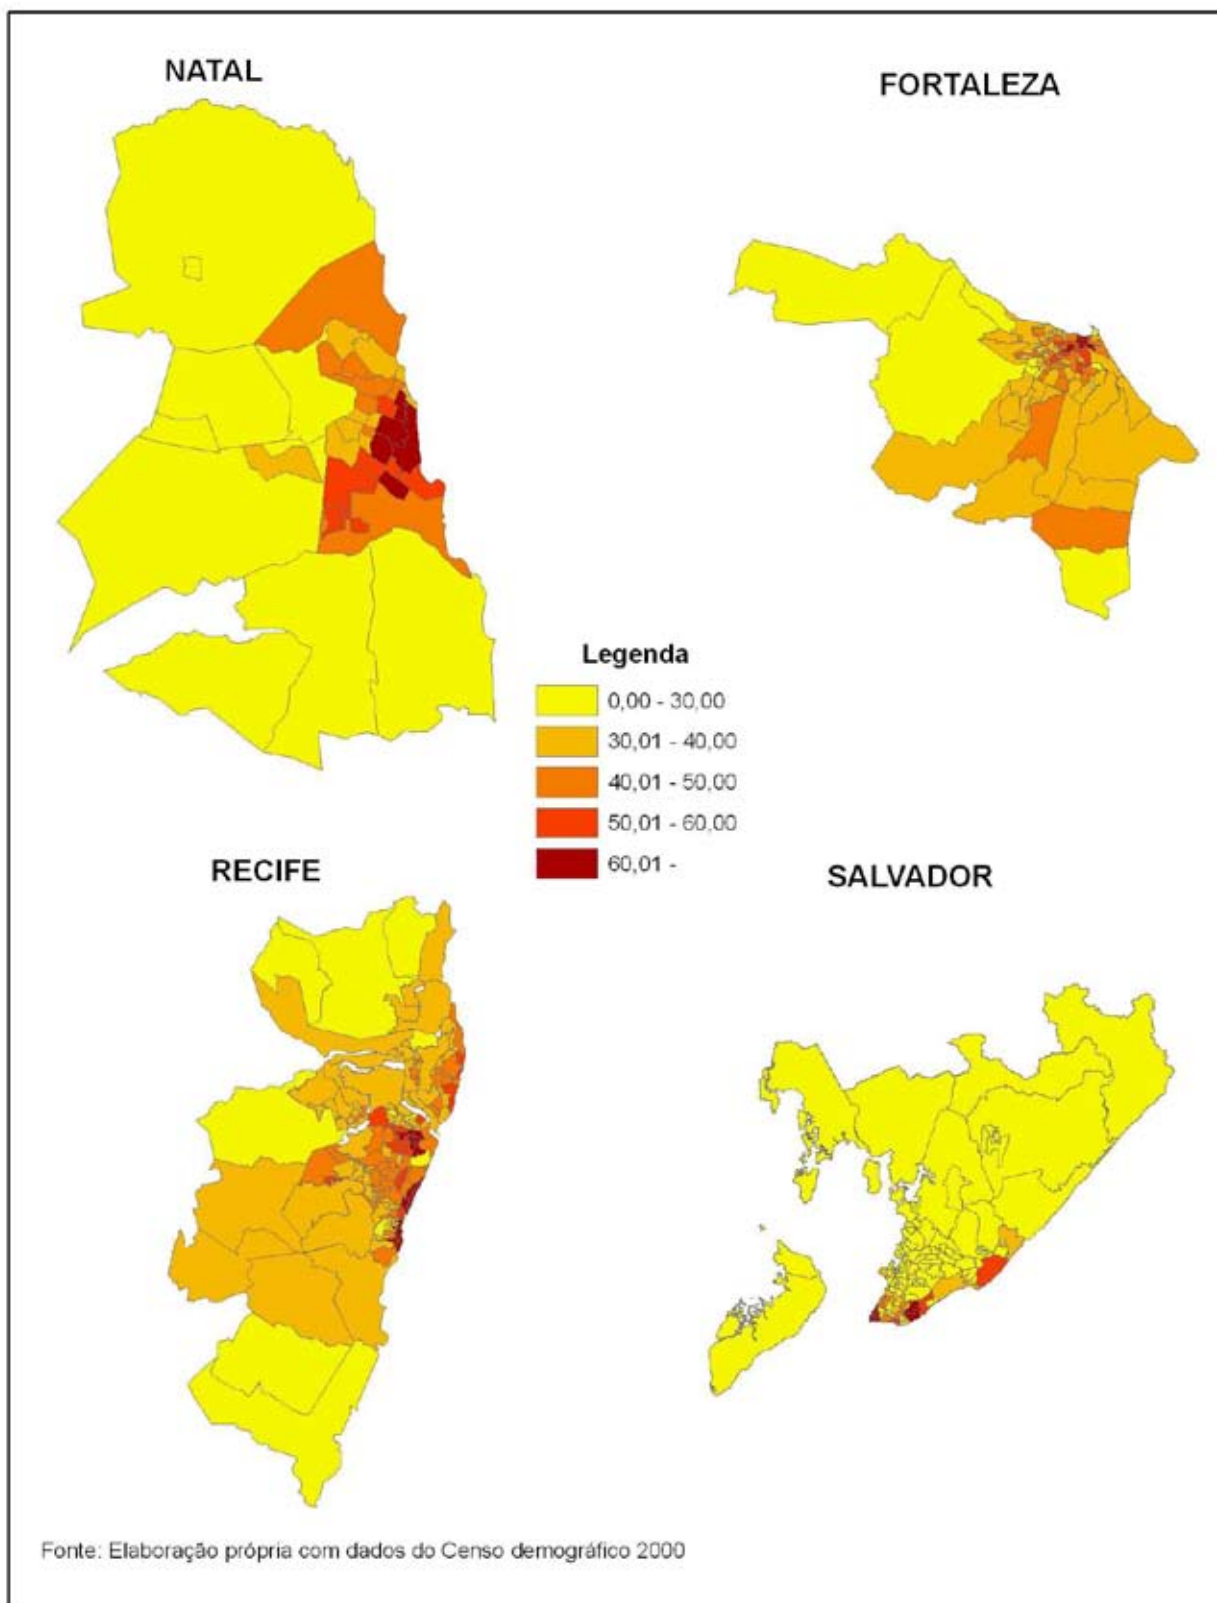 NATAL
FORTALEZA
Legenda
0,00 - 30,00
30,01 - 40,00
40,01 - 50,00
50,01 - 60,00
60,01 -
RECIFE
SALVADOR
Fonte: Elaboração própria com dados do Censo demográfico 2000